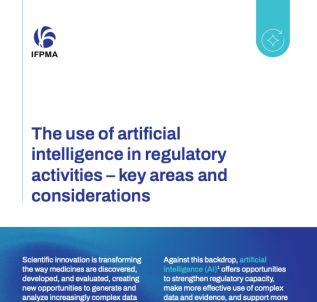 IFPMA
The use of artificial
intelligence in regulatory
activities – key areas and
considerations
Scientific innovation is transforming
the way medicines are discovered,
developed, and evaluated, creating
new opportunities to generate and
analyze increasingly complex data
Against this backdrop, artificial
intelligence (AI)¹ offers opportunities
to strengthen regulatory capacity,
make more effective use of complex
data and evidence, and support more